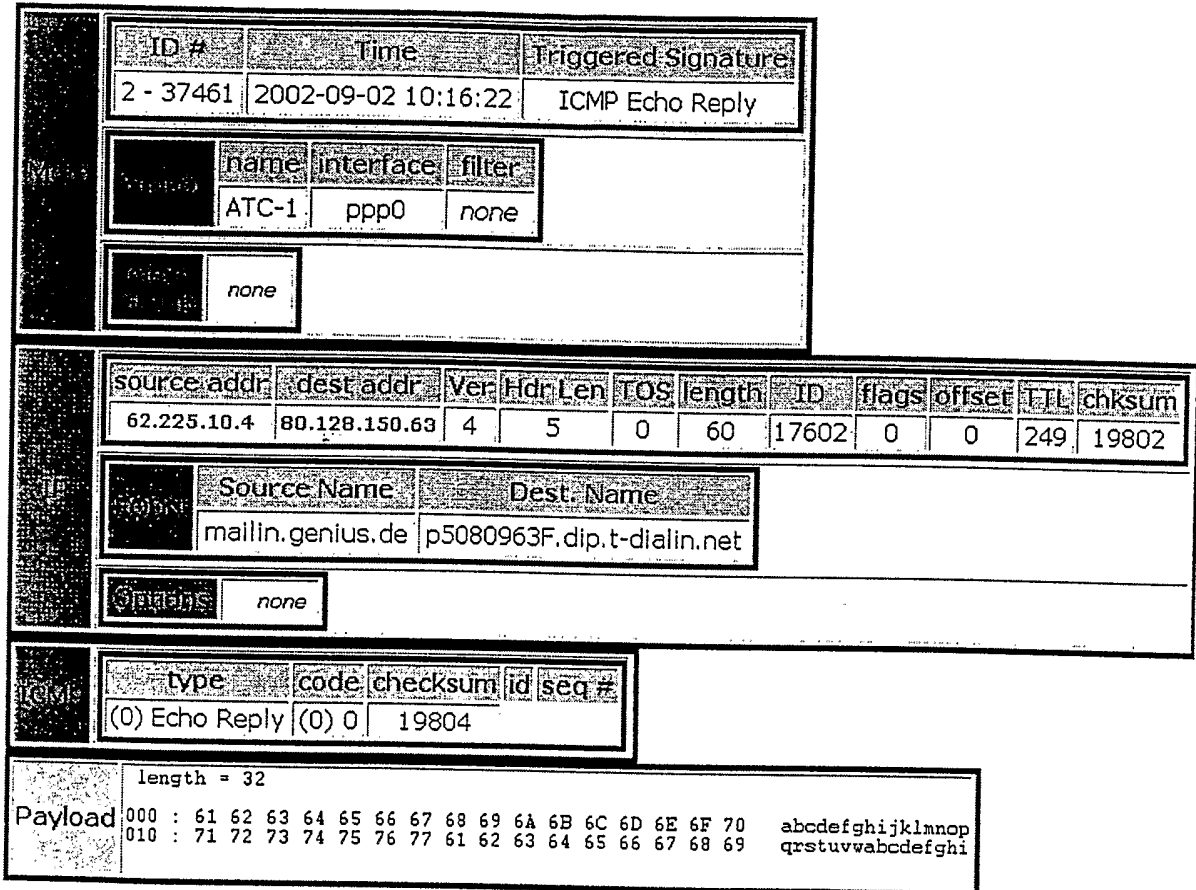 ID # Time Triggered Signature
2 - 37461 2002-09-02 10:16:22 ICMP Echo Reply
name interface filter
ATC-1 ppp0 none
none
source addr dest addr Ver Hdr Len TOS length ID flags offset TTL chksum
62.225.10.4 80.128.150.63 4 5 0 60 17602 0 0 249 19802
FQDN Source Name Dest. Name
mailin.genius.de p5080963F.dip.t-dialin.net
Options none
ICMP type code checksum id seq #
(0) Echo Reply (0) 0 19804
Payload
length = 32
000 : 61 62 63 64 65 66 67 68 69 6A 6B 6C 6D 6E 6F 70 abcdefghijklmnop
010 : 71 72 73 74 75 76 77 61 62 63 64 65 66 67 68 69 qrstuvwabcdefghi